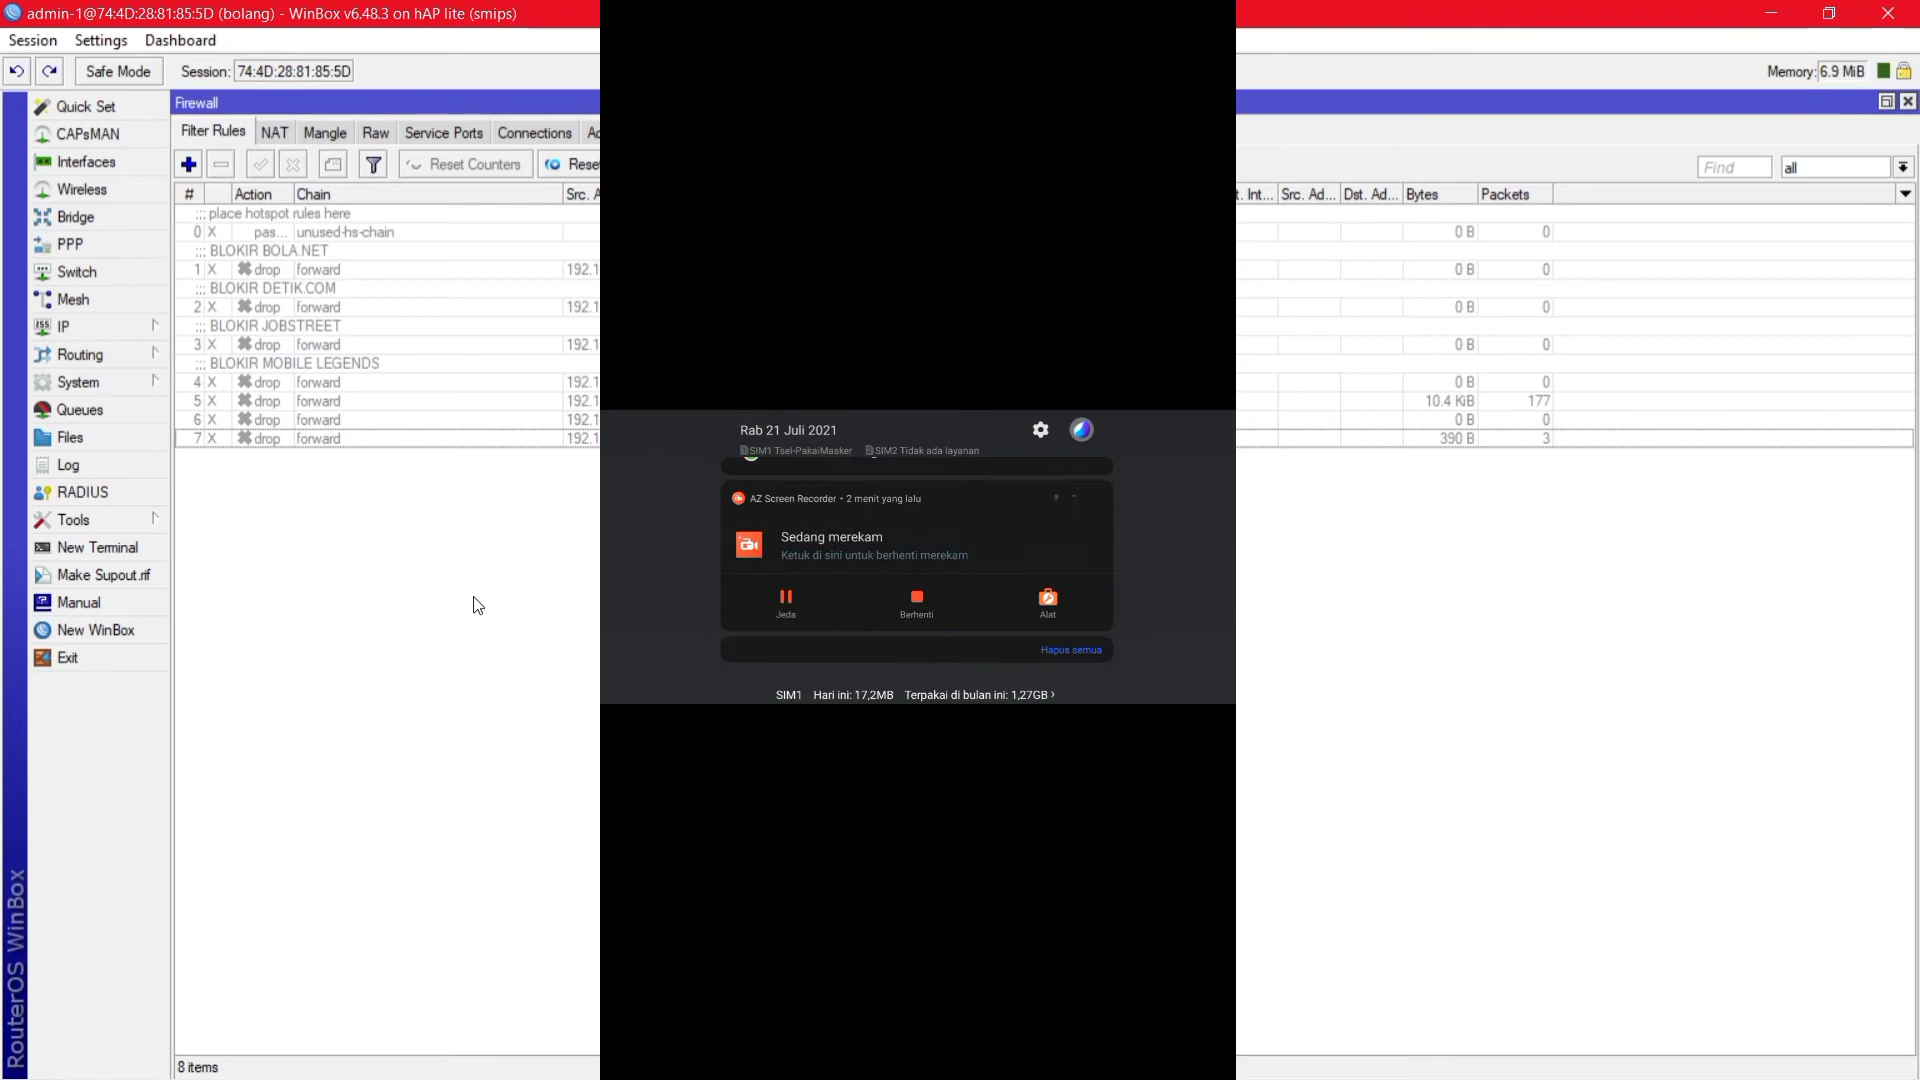 admin-1@74:4D:28:81:85:5D (bolang) - WinBox v6.48.3 on hAP lite (smips)
Session Settings Dashboard
Safe Mode Session: 74:4D:28:81:85:5D Memory: 6.9 MiB
Quick Set
CAPsMAN
Interfaces
Wireless
Bridge
PPP
Switch
Mesh
IP
Routing
System
Queues
Files
Log
RADIUS
Tools
New Terminal
Make Supout.rif
Manual
New WinBox
Exit
RouterOS WinBox
Firewall
Filter Rules NAT Mangle Raw Service Ports Connections
Reset Counters Find all
# Action Chain Src. Int... Src. Ad... Dst. Ad... Bytes Packets
;;; place hotspot rules here
0 X pas... unused-hs-chain 0 B 0
;;; BLOKIR BOLA.NET
1 X drop forward 192.1 0 B 0
;;; BLOKIR DETIK.COM
2 X drop forward 192.1 0 B 0
;;; BLOKIR JOBSTREET
3 X drop forward 192.1 0 B 0
;;; BLOKIR MOBILE LEGENDS
4 X drop forward 192.1 0 B 0
5 X drop forward 192.1 10.4 KiB 177
6 X drop forward 192.1 0 B 0
7 X drop forward 192.1 390 B 3
8 items
Rab 21 Juli 2021
SIM1 Tsel-PakaiMasker SIM2 Tidak ada layanan
AZ Screen Recorder • 2 menit yang lalu
Sedang merekam
Ketuk di sini untuk berhenti merekam
Jeda Berhenti Alat
Hapus semua
SIM1 Hari ini: 17,2MB Terpakai di bulan ini: 1,27GB ›